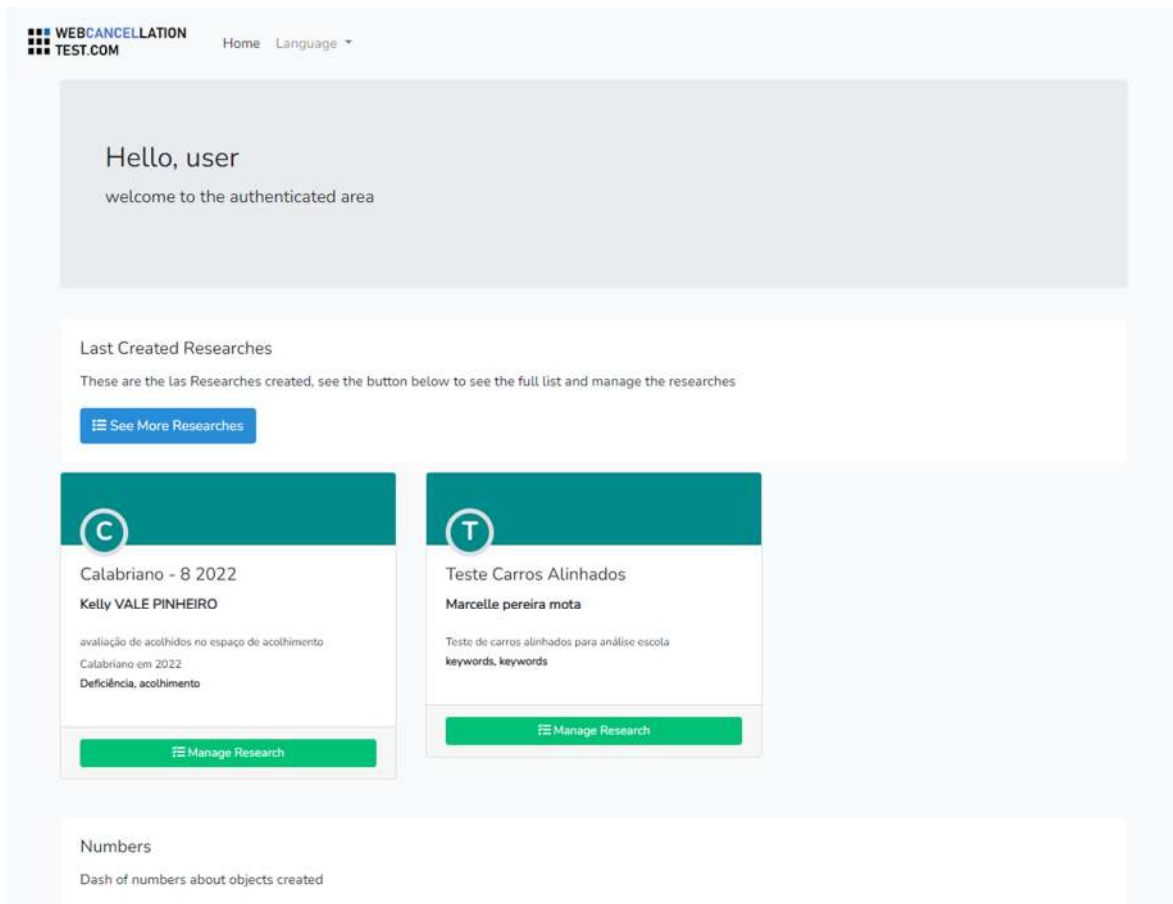 WEBCANCELLATION
TEST.COM
Home Language
Hello, user
welcome to the authenticated area
Last Created Researches
These are the las Researches created, see the button below to see the full list and manage the researches
See More Researches
C
Calabriano - 8 2022
Kelly VALE PINHEIRO
avaliação de acolhidos no espaço de acolhimento
Calabriano em 2022
Deficiência, acolhimento
Manage Research
T
Teste Carros Alinhados
Marcelle pereira mota
Teste de carros alinhados para análise escola
keywords, keywords
Manage Research
Numbers
Dash of numbers about objects created